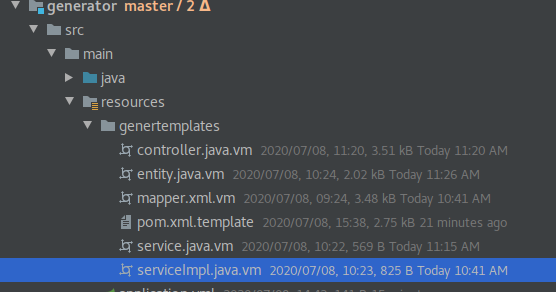 generator master / 2 Δ
src
main
java
resources
genertemplates
controller.java.vm 2020/07/08, 11:20, 3.51 kB Today 11:20 AM
entity.java.vm 2020/07/08, 10:24, 2.02 kB Today 11:26 AM
mapper.xml.vm 2020/07/08, 09:24, 3.48 kB Today 10:41 AM
pom.xml.template 2020/07/08, 15:38, 2.75 kB 21 minutes ago
service.java.vm 2020/07/08, 10:22, 569 B Today 11:15 AM
serviceImpl.java.vm 2020/07/08, 10:23, 825 B Today 10:41 AM